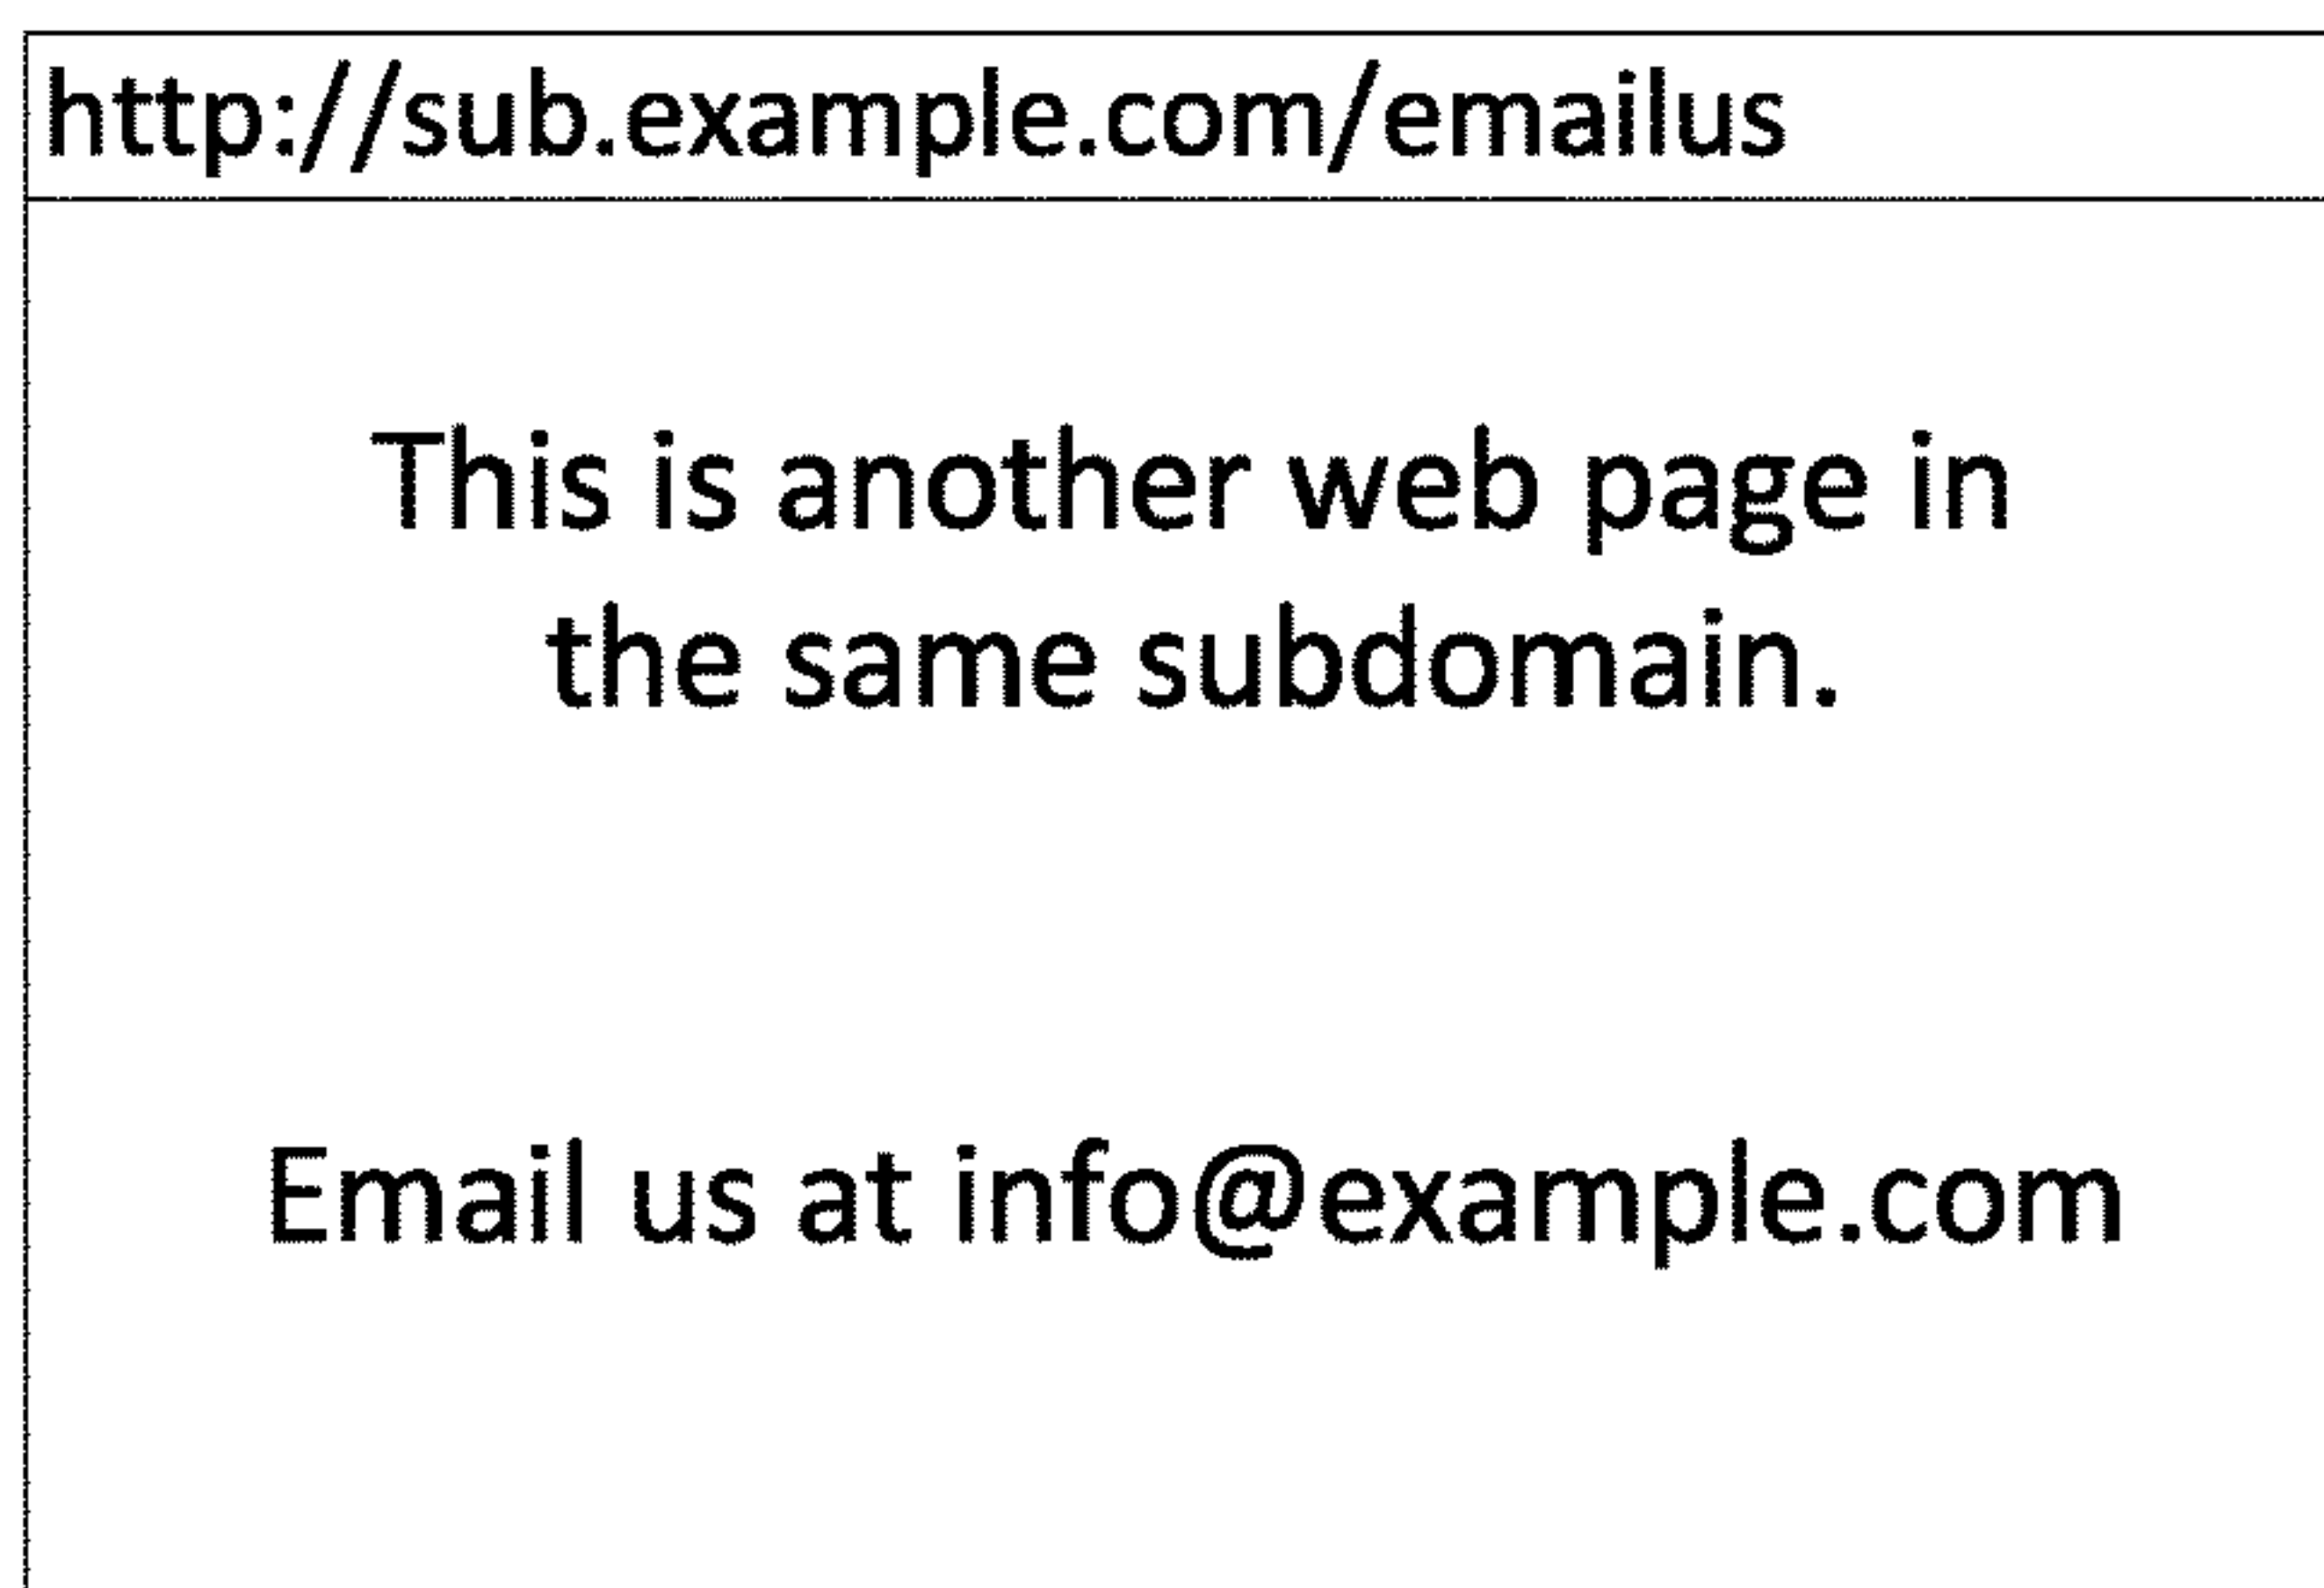 http://sub.example.com/emailus
This is another web page in
the same subdomain.
Email us at info@example.com